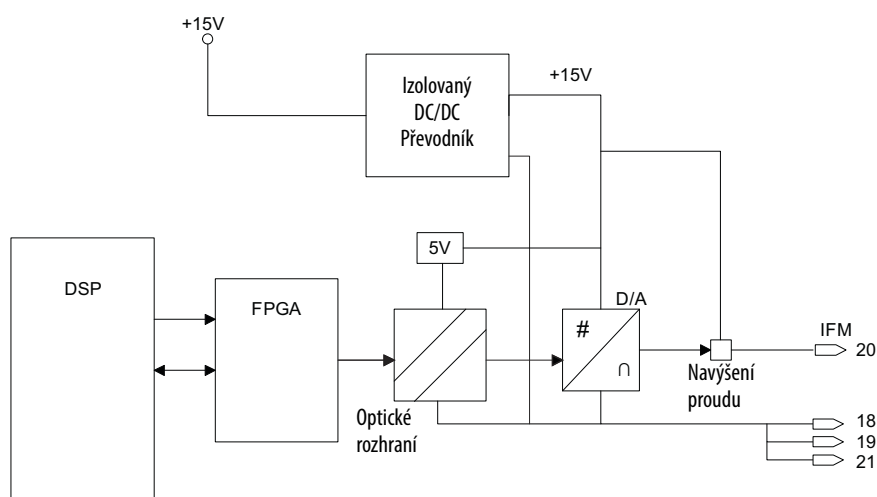 +15V
Izolovaný
DC/DC
Převodník
+15V
5V
DSP
FPGA
D/A
#
∩
IFM
20
Navýšení
proudu
Optické
rozhraní
18
19
21